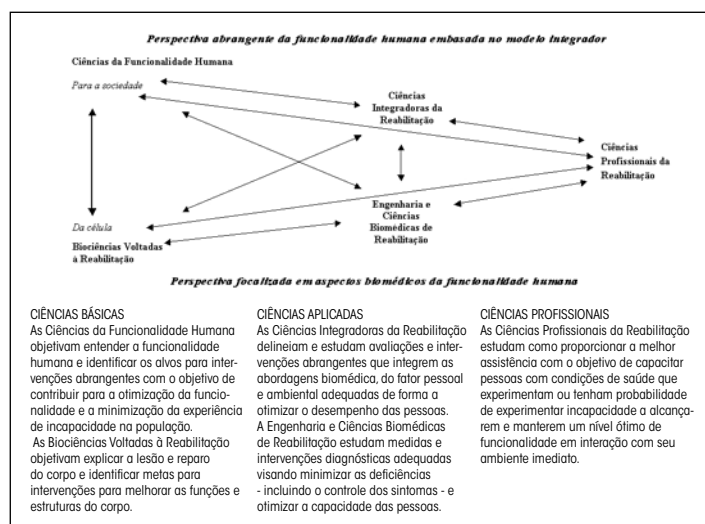 Perspectiva abrangente da funcionalidade humana embasada no modelo integrador
Ciências da Funcionalidade Humana
Para a sociedade
Ciências
Integradoras da
Reabilitação
Ciências
Profissionais da
Reabilitação
Da célula
Biociências Voltadas
à Reabilitação
Engenharia e
Ciências
Biomédicas de
Reabilitação
Perspectiva focalizada em aspectos biomédicos da funcionalidade humana
CIÊNCIAS BÁSICAS
As Ciências da Funcionalidade Humana
objetivam entender a funcionalidade
humana e identificar os alvos para inter-
venções abrangentes com o objetivo de
contribuir para a otimização da funcio-
nalidade e a minimização da experiência
de incapacidade na população.
As Biociências Voltadas à Reabilitação
objetivam explicar a lesão e reparo
do corpo e identificar metas para
intervenções para melhorar as funções e
estruturas do corpo.
CIÊNCIAS APLICADAS
As Ciências Integradoras da Reabilitação
delineiam e estudam avaliações e inter-
venções abrangentes que integrem as
abordagens biomédica, do fator pessoal
e ambiental adequadas de forma a
otimizar o desempenho das pessoas.
A Engenharia e Ciências Biomédicas
de Reabilitação estudam medidas e
intervenções diagnósticas adequadas
visando minimizar as deficiências
- incluindo o controle dos sintomas - e
otimizar a capacidade das pessoas.
CIÊNCIAS PROFISSIONAIS
As Ciências Profissionais da Reabilitação
estudam como proporcionar a melhor
assistência com o objetivo de capacitar
pessoas com condições de saúde que
experimentam ou tenham probabilidade
de experimentar incapacidade a alcança-
rem e manterem um nível ótimo de
funcionalidade em interação com seu
ambiente imediato.